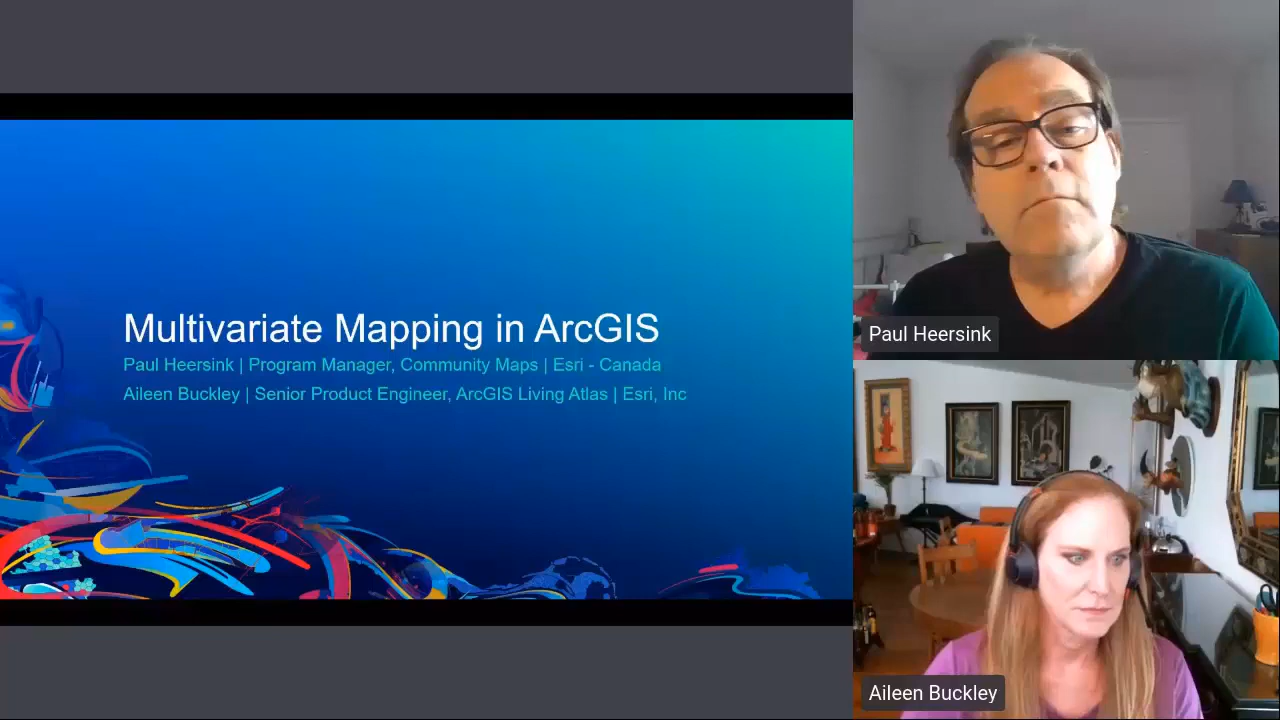 Multivariate Mapping in ArcGIS
Paul Heersink | Program Manager, Community Maps | Esri - Canada
Aileen Buckley | Senior Product Engineer, ArcGIS Living Atlas | Esri, Inc
Paul Heersink
Aileen Buckley